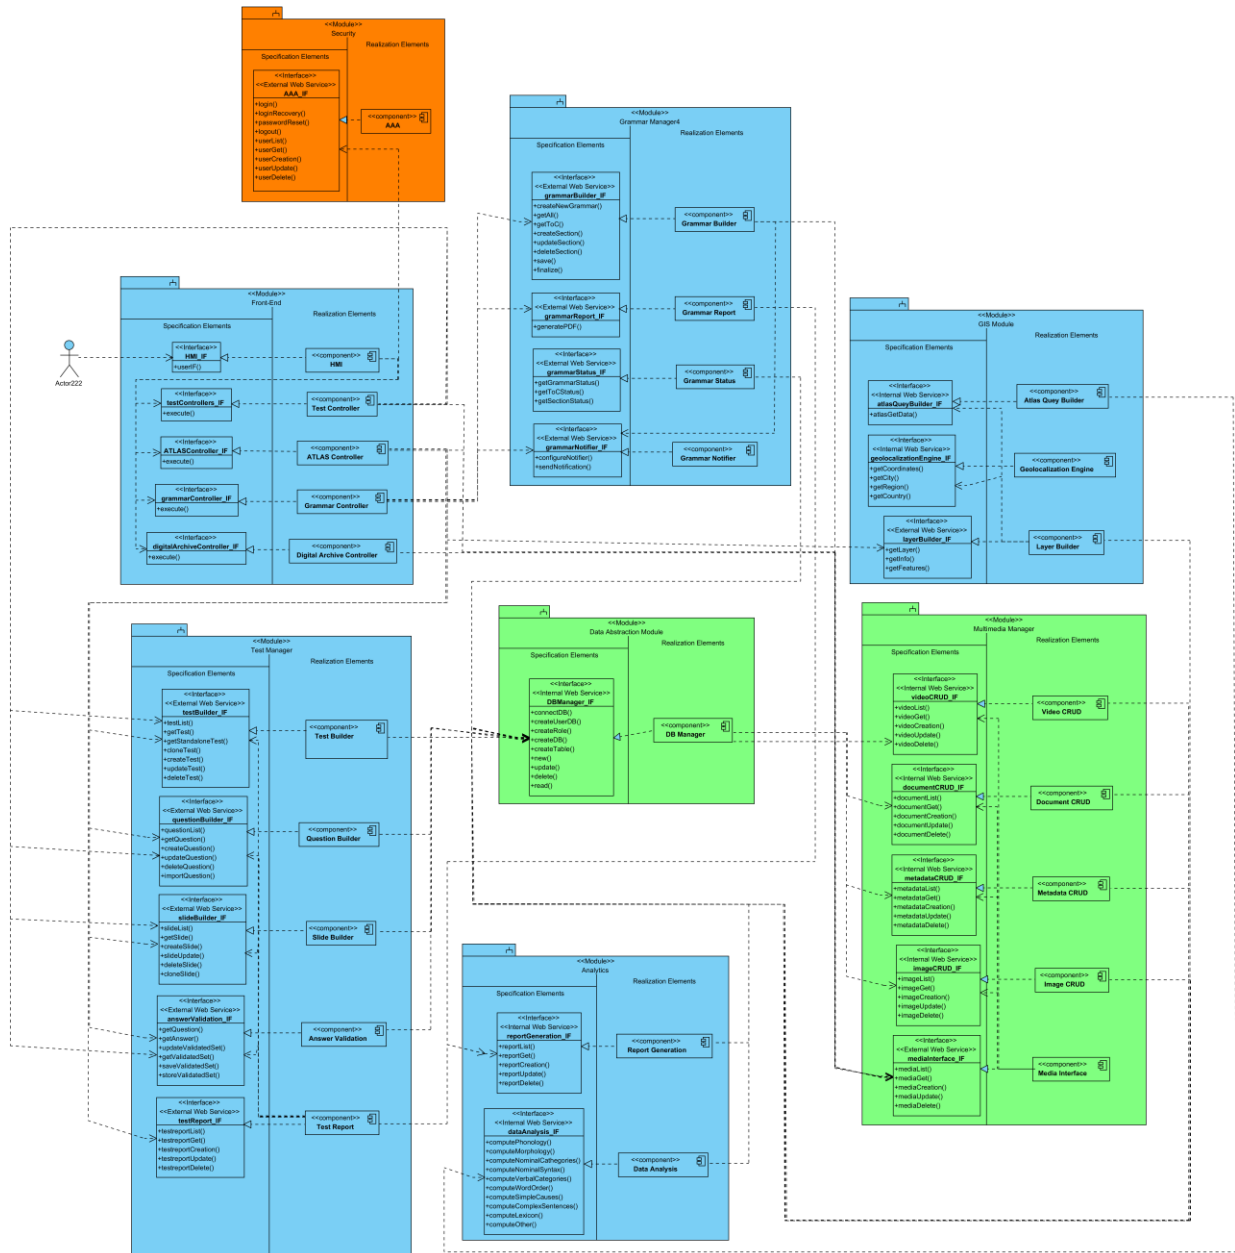 <<Module>>
Security
Realization Elements
Specification Elements
<<Interface>>
<<External Web Service>>
AAA_IF
+login()
+loginRecovery()
+passwordReset()
+logout()
+userList()
+userGet()
+userCreation()
+userUpdate()
+userDelete()
<<component>>
AAA
<<Module>>
Grammar Manager4
Realization Elements
Specification Elements
<<Interface>>
<<External Web Service>>
grammarBuilder_IF
+createNewGrammar()
+getAll()
+getToC()
+createSection()
+updateSection()
+deleteSection()
+save()
+finalize()
<<component>>
Grammar Builder
<<Interface>>
<<External Web Service>>
grammarReport_IF
+generatePDF()
<<component>>
Grammar Report
<<Interface>>
<<External Web Service>>
grammarStatus_IF
+getGrammarStatus()
+getToCStatus()
+getSectionStatus()
<<component>>
Grammar Status
<<Interface>>
<<External Web Service>>
grammarNotifier_IF
+configureNotifier()
+sendNotification()
<<component>>
Grammar Notifier
Actor222
<<Module>>
Front-End
Realization Elements
Specification Elements
<<Interface>>
HMI_IF
+userIF()
<<component>>
HMI
<<Interface>>
testControllers_IF
+execute()
<<component>>
Test Controller
<<Interface>>
ATLASController_IF
+execute()
<<component>>
ATLAS Controller
<<Interface>>
grammarController_IF
+execute()
<<component>>
Grammar Controller
<<Interface>>
digitalArchiveController_IF
+execute()
<<component>>
Digital Archive Controller
<<Module>>
GIS Module
Realization Elements
Specification Elements
<<Interface>>
<<Internal Web Service>>
atlasQueyBuilder_IF
+atlasGetData()
<<component>>
Atlas Quey Builder
<<Interface>>
<<Internal Web Service>>
geolocalizationEngine_IF
+getCoordinates()
+getCity()
+getRegion()
+getCountry()
<<component>>
Geolocalization Engine
<<Interface>>
<<External Web Service>>
layerBuilder_IF
+getLayer()
+getInfo()
+getFeatures()
<<component>>
Layer Builder
<<Module>>
Test Manager
Realization Elements
Specification Elements
<<Interface>>
<<External Web Service>>
testBuilder_IF
+testList()
+getTest()
+getStandaloneTest()
+cloneTest()
+createTest()
+updateTest()
+deleteTest()
<<component>>
Test Builder
<<Interface>>
<<External Web Service>>
questionBuilder_IF
+questionList()
+getQuestion()
+createQuestion()
+updateQuestion()
+deleteQuestion()
+importQuestion()
<<component>>
Question Builder
<<Interface>>
<<External Web Service>>
slideBuilder_IF
+slideList()
+getSlide()
+createSlide()
+slideUpdate()
+deleteSlide()
+cloneSlide()
<<component>>
Slide Builder
<<Interface>>
<<External Web Service>>
answerValidation_IF
+getQuestion()
+getAnswer()
+updateValidatedSet()
+getValidatedSet()
+saveValidatedSet()
+storeValidatedSet()
<<component>>
Answer Validation
<<Interface>>
<<External Web Service>>
testReport_IF
+testreportList()
+testreportGet()
+testreportCreation()
+testreportUpdate()
+testreportDelete()
<<component>>
Test Report
<<Module>>
Data Abstraction Module
Specification Elements
Realization Elements
<<Interface>>
<<Internal Web Service>>
DBManager_IF
+connectDB()
+createUserDB()
+createRole()
+createDB()
+createTable()
+new()
+update()
+delete()
+read()
<<component>>
DB Manager
<<Module>>
Multimedia Manager
Realization Elements
Specification Elements
<<Interface>>
<<Internal Web Service>>
videoCRUD_IF
+videoList()
+videoGet()
+videoCreation()
+videoUpdate()
+videoDelete()
<<component>>
Video CRUD
<<Interface>>
<<Internal Web Service>>
documentCRUD_IF
+documentList()
+documentGet()
+documentCreation()
+documentUpdate()
+documentDelete()
<<component>>
Document CRUD
<<Interface>>
<<Internal Web Service>>
metadataCRUD_IF
+metadataList()
+metadataGet()
+metadataCreation()
+metadataUpdate()
+metadataDelete()
<<component>>
Metadata CRUD
<<Interface>>
<<Internal Web Service>>
imageCRUD_IF
+imageList()
+imageGet()
+imageCreation()
+imageUpdate()
+imageDelete()
<<component>>
Image CRUD
<<Interface>>
<<External Web Service>>
mediaInterface_IF
+mediaList()
+mediaGet()
+mediaCreation()
+mediaUpdate()
+mediaDelete()
<<component>>
Media Interface
<<Module>>
Analytics
Realization Elements
Specification Elements
<<Interface>>
<<Internal Web Service>>
reportGeneration_IF
+reportList()
+reportGet()
+reportCreation()
+reportUpdate()
+reportDelete()
<<component>>
Report Generation
<<Interface>>
<<Internal Web Service>>
dataAnalysis_IF
+computePhonology()
+computeMorphology()
+computeNominalCathegories()
+computeNominalSyntax()
+computeVerbalCategories()
+computeWordOrder()
+computeSimpleCauses()
+computeComplexSentences()
+computeLexicon()
+computeOther()
<<component>>
Data Analysis